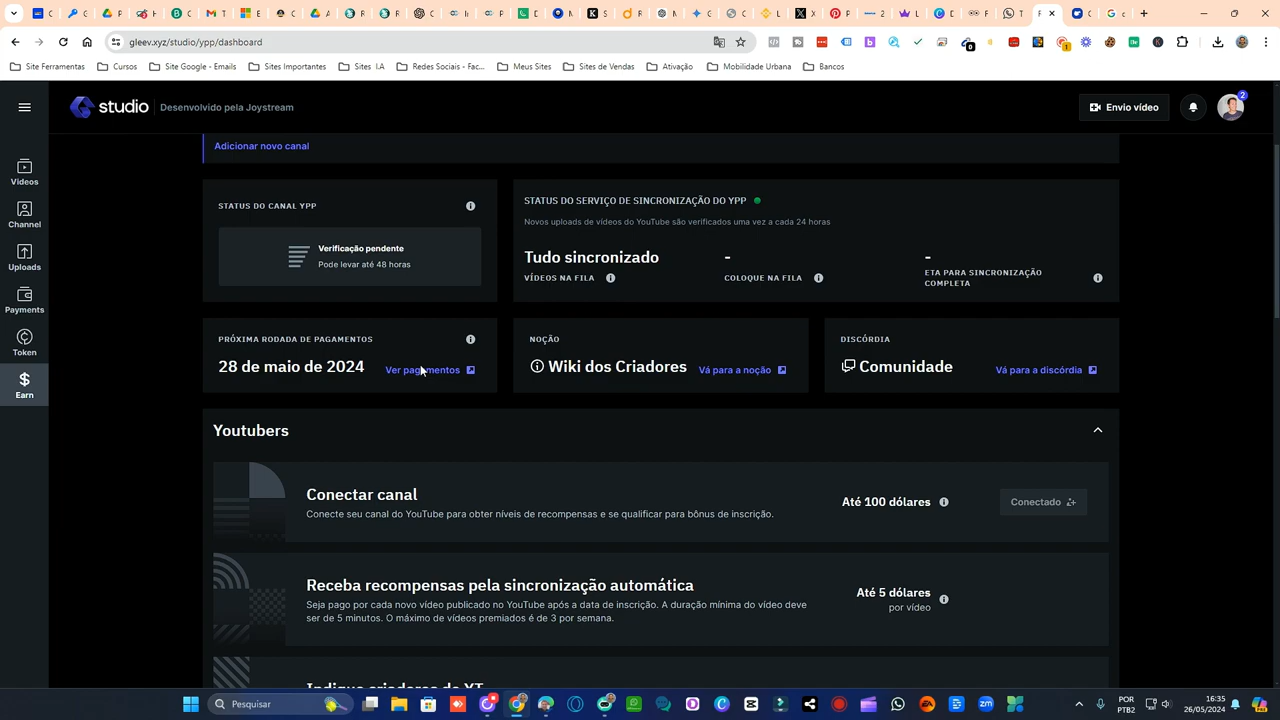 gleev.xyz/studio/ypp/dashboard
Site Ferramentas
Cursos
Site Google - Emails
Sites Importantes
Sites I.A
Redes Sociais - Fac...
Meus Sites
Sites de Vendas
Ativação
Mobilidade Urbana
Bancos
studio
Desenvolvido pela Joystream
Envio vídeo
2
Videos
Channel
Uploads
Payments
Token
Earn
Adicionar novo canal
STATUS DO CANAL YPP
Verificação pendente
Pode levar até 48 horas
STATUS DO SERVIÇO DE SINCRONIZAÇÃO DO YPP
Novos uploads de vídeos do YouTube são verificados uma vez a cada 24 horas
Tudo sincronizado
VÍDEOS NA FILA
-
COLOQUE NA FILA
-
ETA PARA SINCRONIZAÇÃO
COMPLETA
PRÓXIMA RODADA DE PAGAMENTOS
28 de maio de 2024
Ver pagamentos
NOÇÃO
Wiki dos Criadores
Vá para a noção
DISCÓRDIA
Comunidade
Vá para a discórdia
Youtubers
Conectar canal
Conecte seu canal do YouTube para obter níveis de recompensas e se qualificar para bônus de inscrição.
Até 100 dólares
Conectado
Receba recompensas pela sincronização automática
Seja pago por cada novo vídeo publicado no YouTube após a data de inscrição. A duração mínima do vídeo deve
ser de 5 minutos. O máximo de vídeos premiados é de 3 por semana.
Até 5 dólares
por vídeo
Indique criadores do YT
Pesquisar
POR
PTB2
16:35
26/05/2024